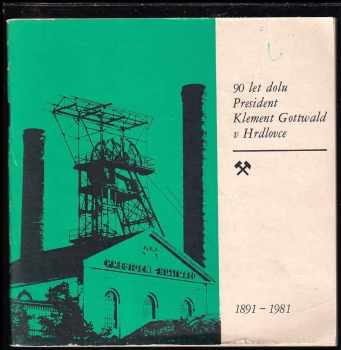 90 let dolu
President
Klement Gottwald
v Hrdlovce
PRESIDENT GOTTWALD
1891 – 1981